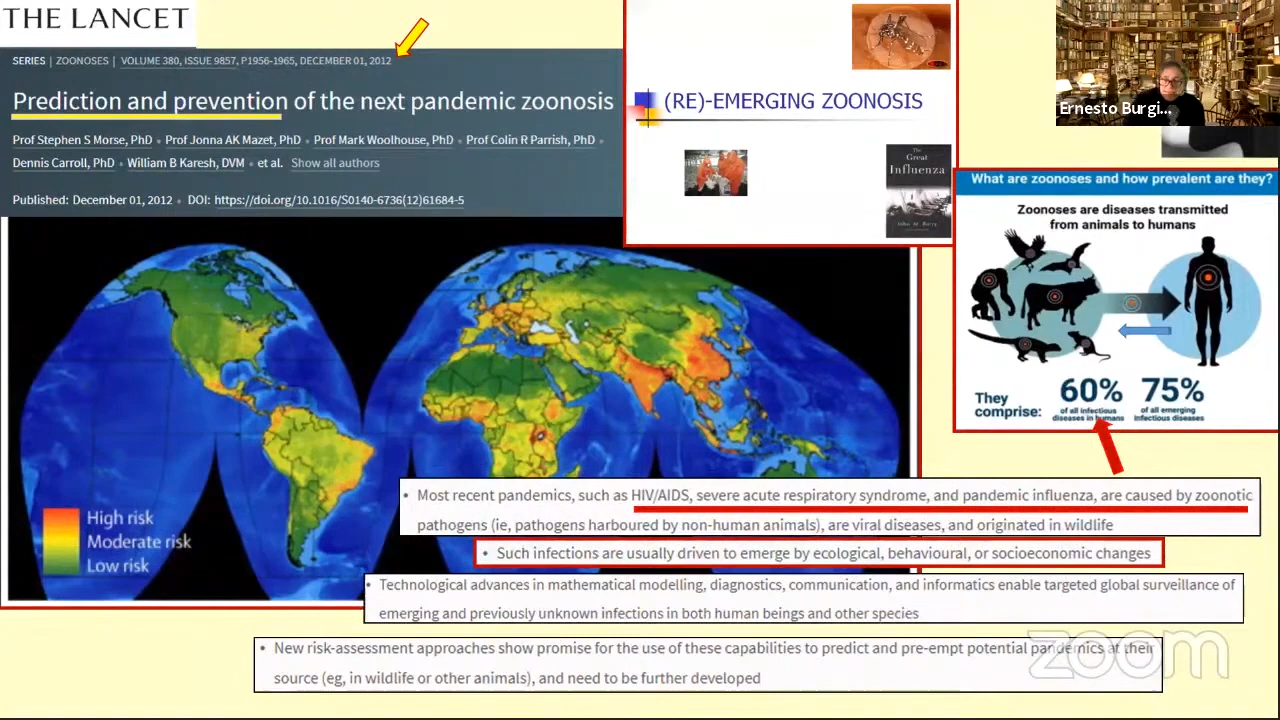 THE LANCET
SERIES | ZOONOSES | VOLUME 380, ISSUE 9857, P1956-1965, DECEMBER 01, 2012
Prediction and prevention of the next pandemic zoonosis
Prof Stephen S Morse, PhD • Prof Jonna AK Mazet, PhD • Prof Mark Woolhouse, PhD • Prof Colin R Parrish, PhD •
Dennis Carroll, PhD • William B Karesh, DVM • et al. Show all authors
Published: December 01, 2012 • DOI: https://doi.org/10.1016/S0140-6736(12)61684-5
(RE)-EMERGING ZOONOSIS
The
Great
Influenza
John M. Barry
Ernesto Burgi...
What are zoonoses and how prevalent are they?
Zoonoses are diseases transmitted
from animals to humans
They
comprise:
60%
of all infectious
diseases in humans
75%
of all emerging
infectious diseases
High risk
Moderate risk
Low risk
• Most recent pandemics, such as HIV/AIDS, severe acute respiratory syndrome, and pandemic influenza, are caused by zoonotic
pathogens (ie, pathogens harboured by non-human animals), are viral diseases, and originated in wildlife
• Such infections are usually driven to emerge by ecological, behavioural, or socioeconomic changes
• Technological advances in mathematical modelling, diagnostics, communication, and informatics enable targeted global surveillance of
emerging and previously unknown infections in both human beings and other species
• New risk-assessment approaches show promise for the use of these capabilities to predict and pre-empt potential pandemics at their
source (eg, in wildlife or other animals), and need to be further developed
zoom